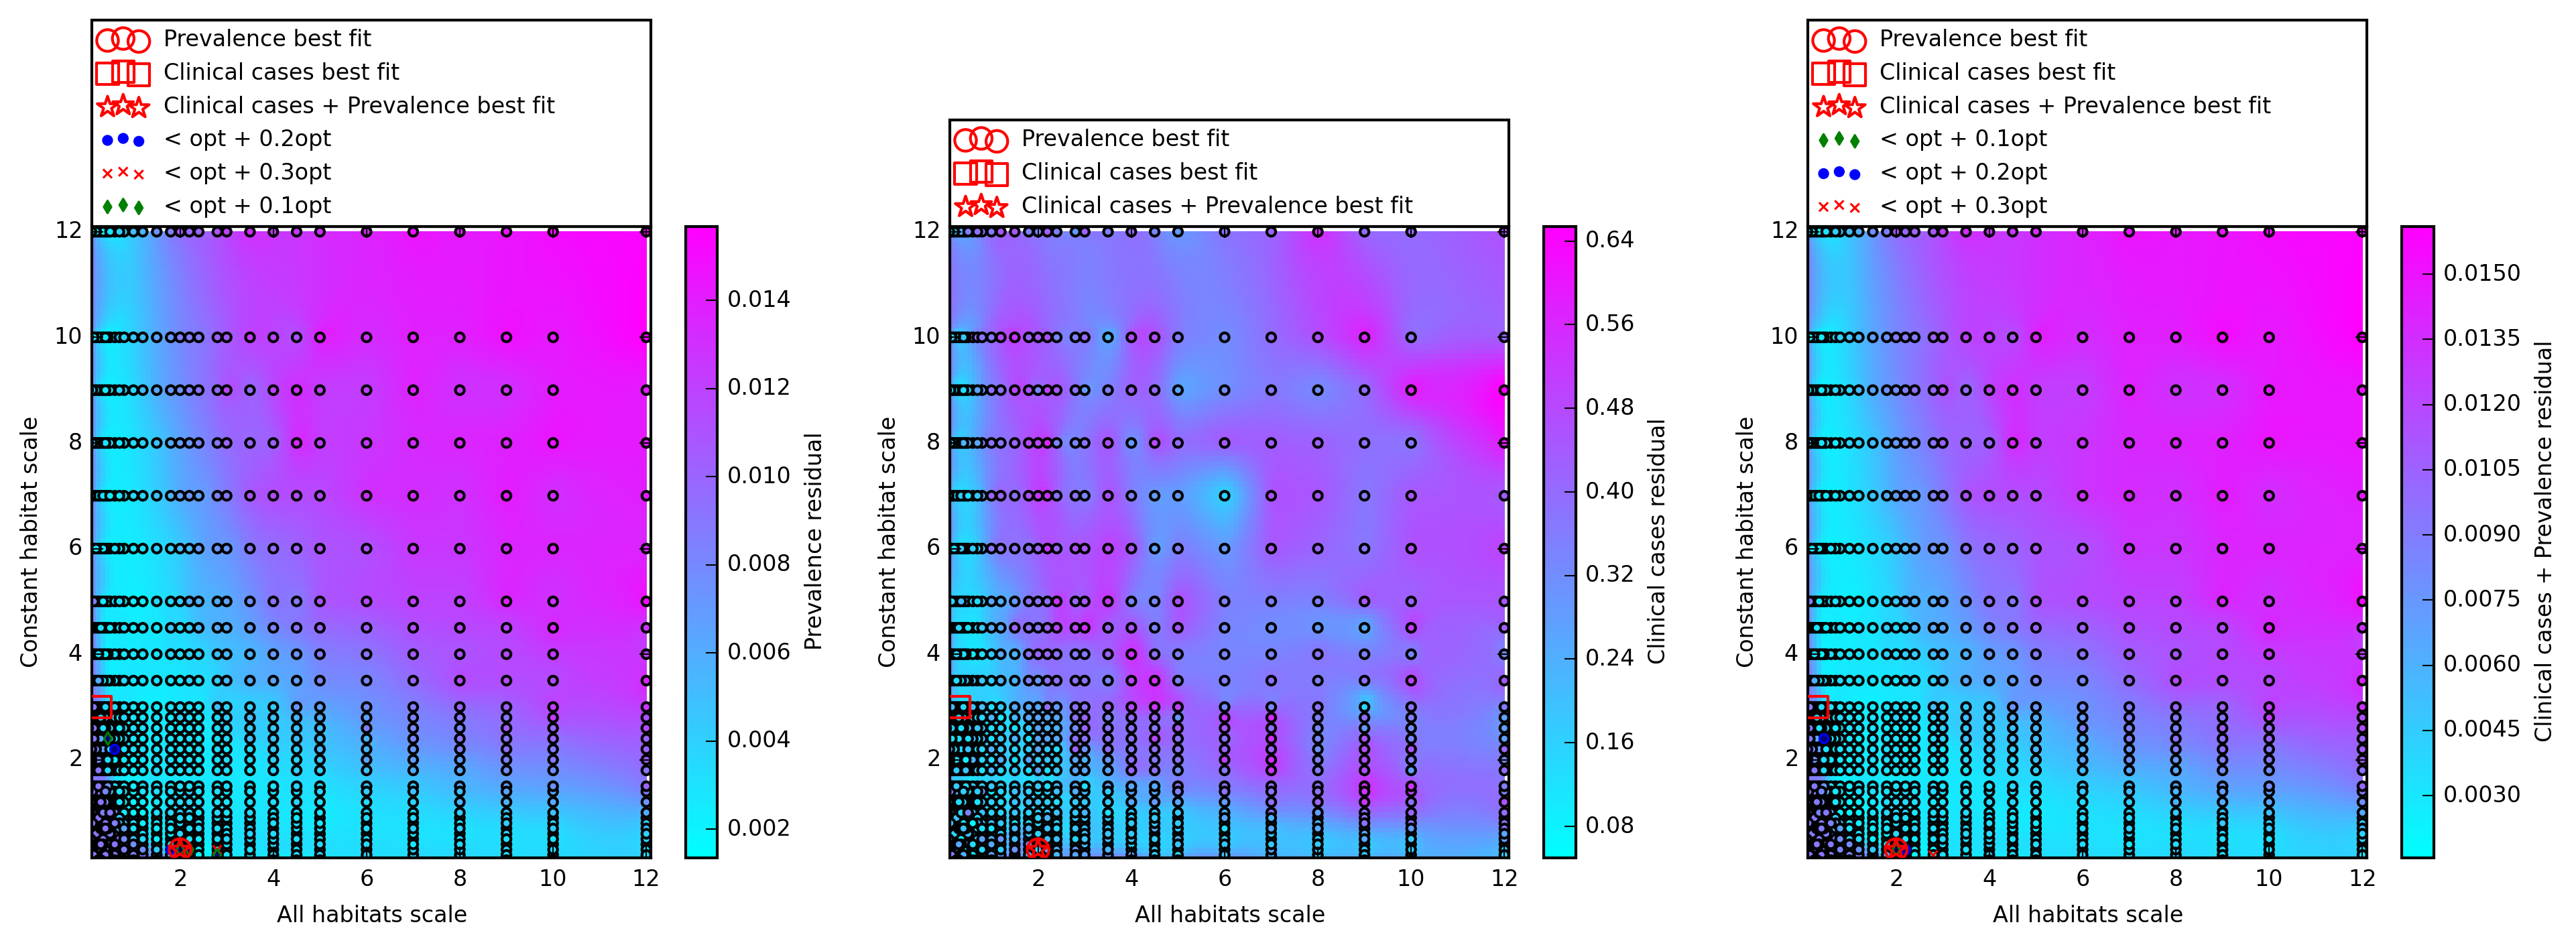 Prevalence best fit
Clinical cases best fit
Clinical cases + Prevalence best fit
< opt + 0.2opt
< opt + 0.3opt
< opt + 0.1opt
12
10
8
6
4
2
Constant habitat scale
2 4 6 8 10 12
All habitats scale
0.014
0.012
0.010
0.008
0.006
0.004
0.002
Prevalence residual
Prevalence best fit
Clinical cases best fit
Clinical cases + Prevalence best fit
12
10
8
6
4
2
Constant habitat scale
2 4 6 8 10 12
All habitats scale
0.64
0.56
0.48
0.40
0.32
0.24
0.16
0.08
Clinical cases residual
Prevalence best fit
Clinical cases best fit
Clinical cases + Prevalence best fit
< opt + 0.1opt
< opt + 0.2opt
< opt + 0.3opt
12
10
8
6
4
2
Constant habitat scale
2 4 6 8 10 12
All habitats scale
0.0150
0.0135
0.0120
0.0105
0.0090
0.0075
0.0060
0.0045
0.0030
Clinical cases + Prevalence residual